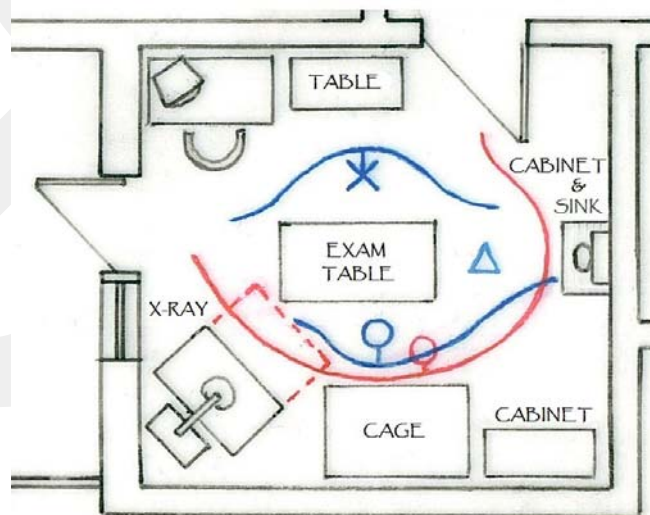 TABLE
CABINET
&
SINK
EXAM
TABLE
X-RAY
CAGE
CABINET